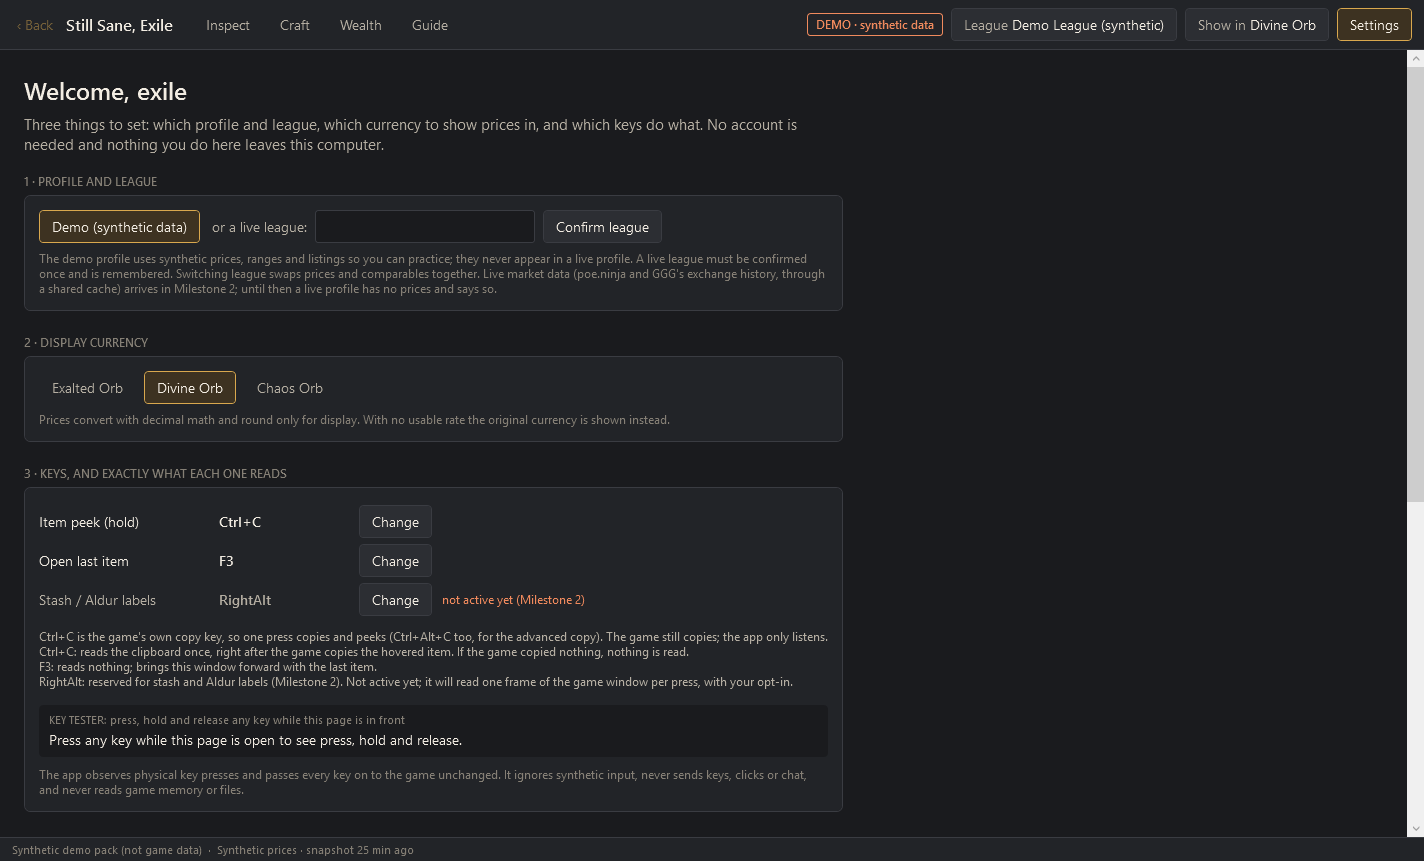 ‹ Back Still Sane, Exile Inspect Craft Wealth Guide DEMO · synthetic data League Demo League (synthetic) Show in Divine Orb Settings
Welcome, exile
Three things to set: which profile and league, which currency to show prices in, and which keys do what. No account is
needed and nothing you do here leaves this computer.
1 · PROFILE AND LEAGUE
Demo (synthetic data) or a live league: Confirm league
The demo profile uses synthetic prices, ranges and listings so you can practice; they never appear in a live profile. A live league must be confirmed
once and is remembered. Switching league swaps prices and comparables together. Live market data (poe.ninja and GGG's exchange history, through
a shared cache) arrives in Milestone 2; until then a live profile has no prices and says so.
2 · DISPLAY CURRENCY
Exalted Orb Divine Orb Chaos Orb
Prices convert with decimal math and round only for display. With no usable rate the original currency is shown instead.
3 · KEYS, AND EXACTLY WHAT EACH ONE READS
Item peek (hold) Ctrl+C Change
Open last item F3 Change
Stash / Aldur labels RightAlt Change not active yet (Milestone 2)
Ctrl+C is the game's own copy key, so one press copies and peeks (Ctrl+Alt+C too, for the advanced copy). The game still copies; the app only listens.
Ctrl+C: reads the clipboard once, right after the game copies the hovered item. If the game copied nothing, nothing is read.
F3: reads nothing; brings this window forward with the last item.
RightAlt: reserved for stash and Aldur labels (Milestone 2). Not active yet; it will read one frame of the game window per press, with your opt-in.
KEY TESTER: press, hold and release any key while this page is in front
Press any key while this page is open to see press, hold and release.
The app observes physical key presses and passes every key on to the game unchanged. It ignores synthetic input, never sends keys, clicks or chat,
and never reads game memory or files.
Synthetic demo pack (not game data) · Synthetic prices · snapshot 25 min ago